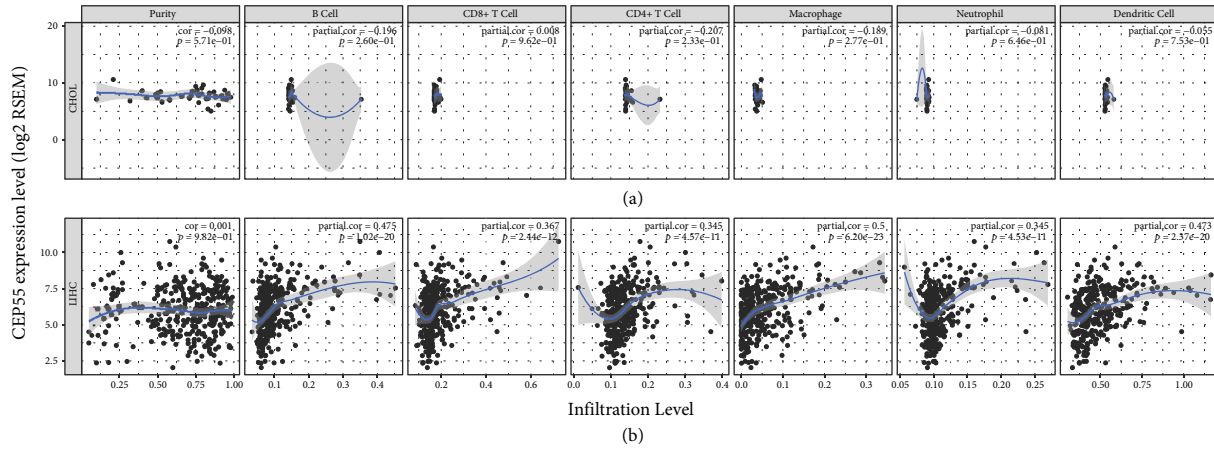 Purity B Cell CD8+ T Cell CD4+ T Cell Macrophage Neutrophil Dendritic Cell
cor = −0.098 partial.cor = −0.196 partial.cor = 0.008 partial.cor = −0.207 partial.cor = −0.189 partial.cor = −0.081 partial.cor = −0.055
p = 5.71e−01 p = 2.60e−01 p = 9.62e−01 p = 2.33e−01 p = 2.77e−01 p = 6.46e−01 p = 7.53e−01
20
10
0
CHOL
(a)
CEP55 expression level (log2 RSEM)
cor = 0.001 partial.cor = 0.475 partial.cor = 0.367 partial.cor = 0.345 partial.cor = 0.5 partial.cor = 0.345 partial.cor = 0.473
p = 9.82e−01 p = 1.02e−20 p = 2.44e−12 p = 4.57e−11 p = 6.20e−23 p = 4.53e−11 p = 2.37e−20
10.0
7.5
5.0
2.5
LIHC
0.25 0.50 0.75 1.00 0.1 0.2 0.3 0.4 0.2 0.4 0.6 0.0 0.1 0.2 0.3 0.4 0.0 0.1 0.2 0.3 0.05 0.10 0.15 0.20 0.25 0.50 0.75 1.00
Infiltration Level
(b)